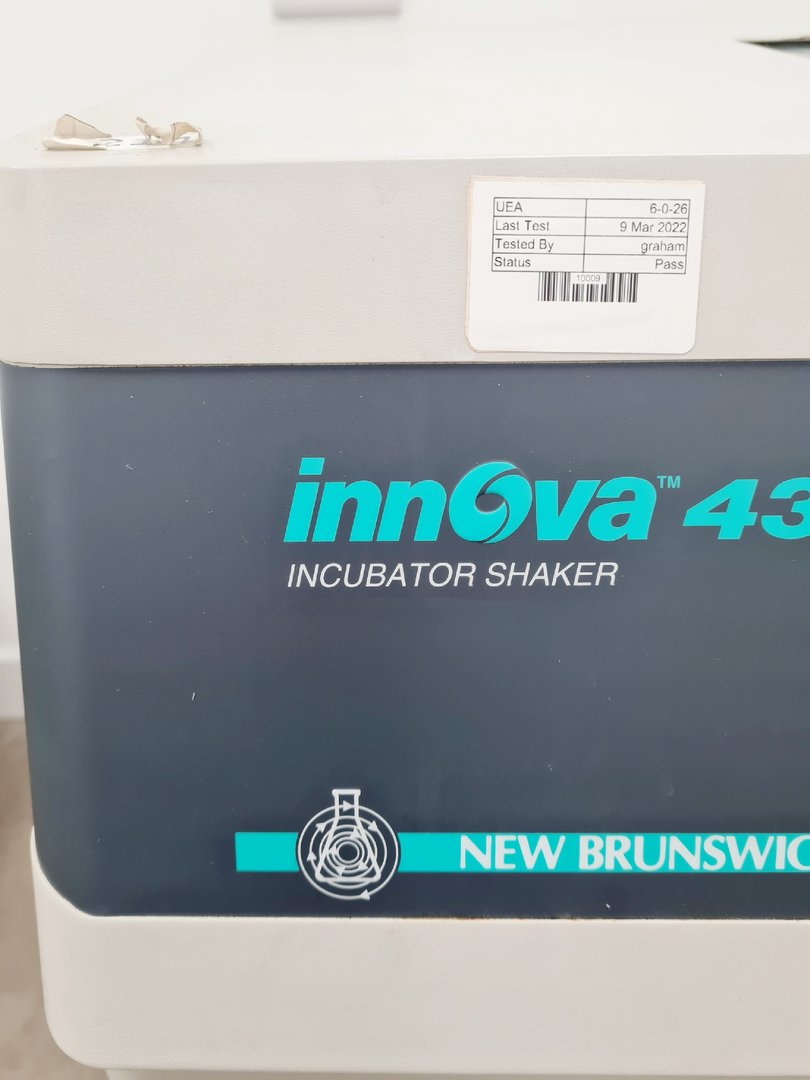 UEA 6-0-26
Last Test 9 Mar 2022
Tested By graham
Status Pass
10009
innova™ 43
INCUBATOR SHAKER
NEW BRUNSWIC